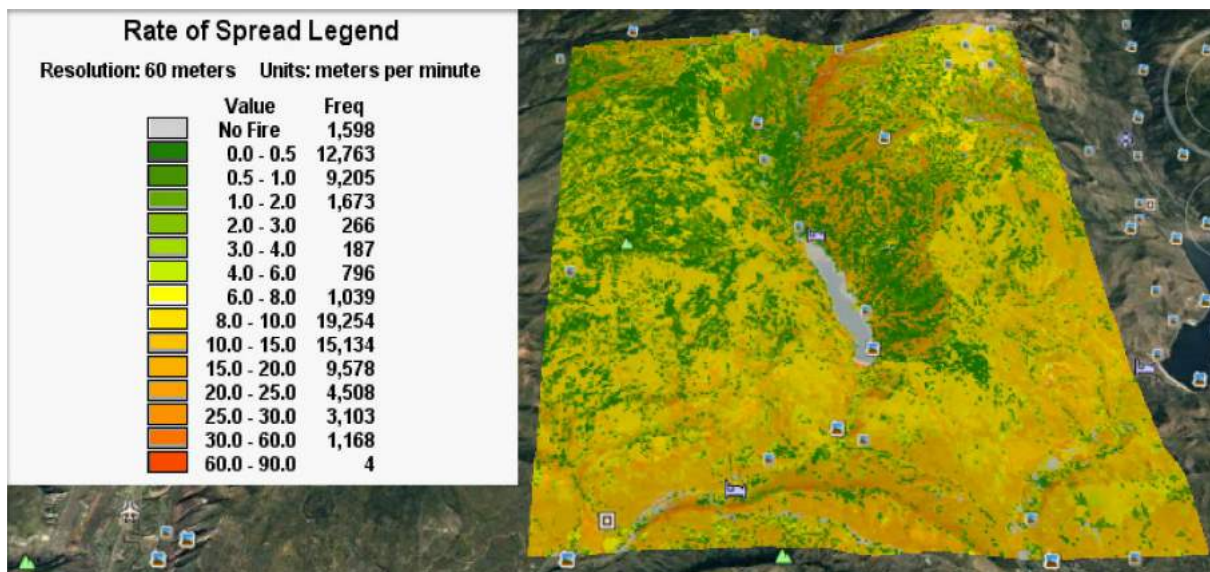 Rate of Spread Legend
Resolution: 60 meters Units: meters per minute
Value Freq
No Fire 1,598
0.0 - 0.5 12,763
0.5 - 1.0 9,205
1.0 - 2.0 1,673
2.0 - 3.0 266
3.0 - 4.0 187
4.0 - 6.0 796
6.0 - 8.0 1,039
8.0 - 10.0 19,254
10.0 - 15.0 15,134
15.0 - 20.0 9,578
20.0 - 25.0 4,508
25.0 - 30.0 3,103
30.0 - 60.0 1,168
60.0 - 90.0 4